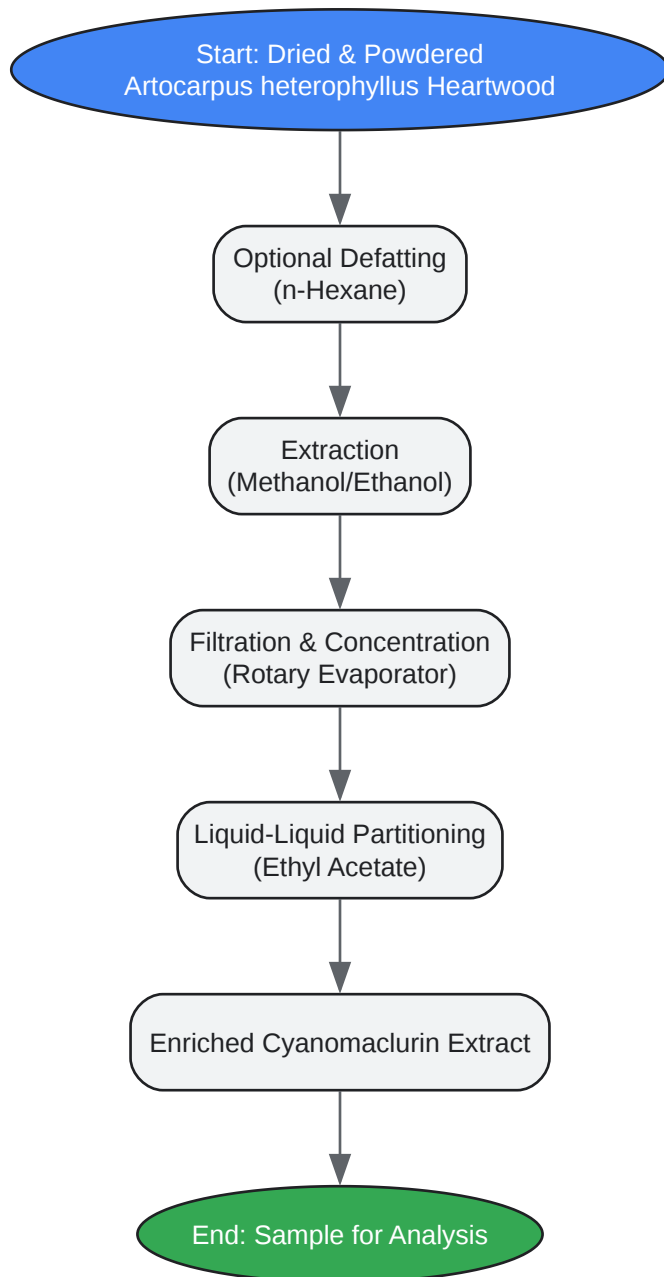 Start: Dried & Powdered
Artocarpus heterophyllus Heartwood
Optional Defatting
(n-Hexane)
Extraction
(Methanol/Ethanol)
Filtration & Concentration
(Rotary Evaporator)
Liquid-Liquid Partitioning
(Ethyl Acetate)
Enriched Cyanomaclurin Extract
End: Sample for Analysis